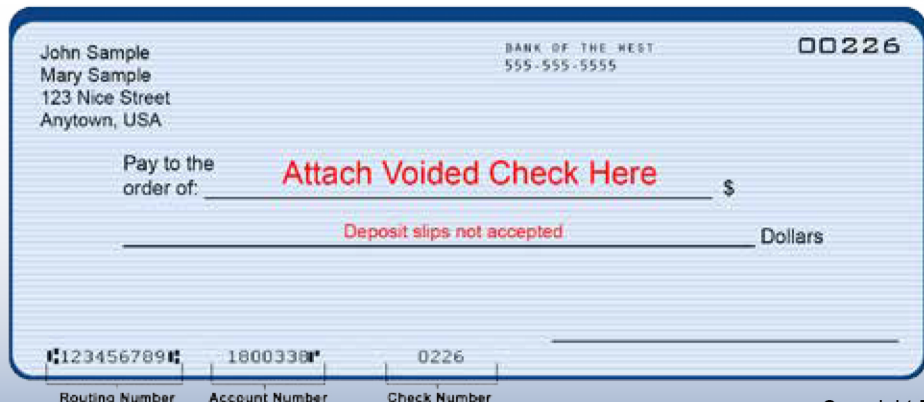 John Sample
Mary Sample
123 Nice Street
Anytown, USA
BANK OF THE WEST
555-555-5555
00226
Pay to the
order of:
Attach Voided Check Here
$
Deposit slips not accepted
Dollars
⑆123456789⑆ 1800338⑈ 0226
Routing Number Account Number Check Number